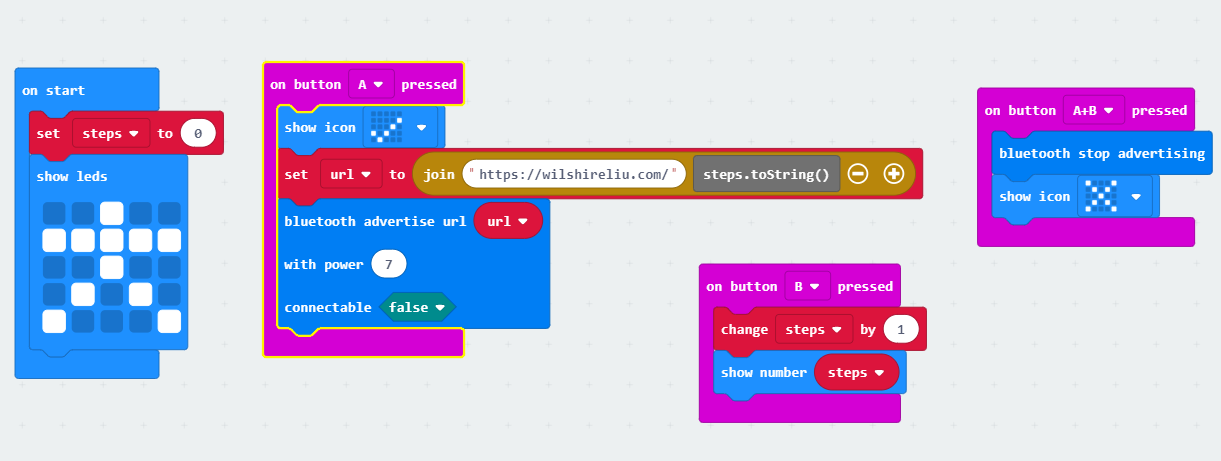 on start
set steps to 0
show leds
on button A pressed
show icon
set url to join "https://wilshireliu.com/" steps.toString()
bluetooth advertise url url
with power 7
connectable false
on button B pressed
change steps by 1
show number steps
on button A+B pressed
bluetooth stop advertising
show icon